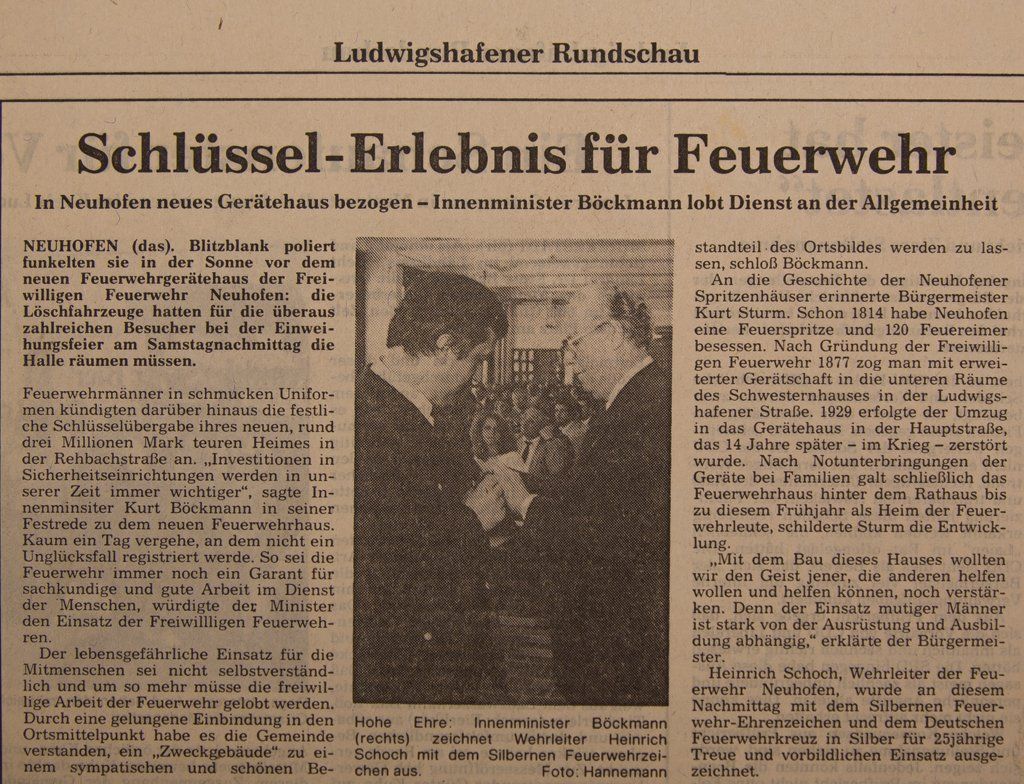 Ludwigshafener Rundschau
Schlüssel-Erlebnis für Feuerwehr
In Neuhofen neues Gerätehaus bezogen – Innenminister Böckmann lobt Dienst an der Allgemeinheit
NEUHOFEN (das). Blitzblank poliert
funkelten sie in der Sonne vor dem
neuen Feuerwehrgerätehaus der Frei-
willigen Feuerwehr Neuhofen: die
Löschfahrzeuge hatten für die überaus
zahlreichen Besucher bei der Einwei-
hungsfeier am Samstagnachmittag die
Halle räumen müssen.
Feuerwehrmänner in schmucken Unifor-
men kündigten darüber hinaus die festli-
che Schlüsselübergabe ihres neuen, rund
drei Millionen Mark teuren Heimes in
der Rehbachstraße an. „Investitionen in
Sicherheitseinrichtungen werden in un-
serer Zeit immer wichtiger“, sagte In-
nenminsiter Kurt Böckmann in seiner
Festrede zu dem neuen Feuerwehrhaus.
Kaum ein Tag vergehe, an dem nicht ein
Unglücksfall registriert werde. So sei die
Feuerwehr immer noch ein Garant für
sachkundige und gute Arbeit im Dienst
der Menschen, würdigte der Minister
den Einsatz der Freiwillligen Feuerweh-
ren.
Der lebensgefährliche Einsatz für die
Mitmenschen sei nicht selbstverständ-
lich und um so mehr müsse die freiwil-
lige Arbeit der Feuerwehr gelobt werden.
Durch eine gelungene Einbindung in den
Ortsmittelpunkt habe es die Gemeinde
verstanden, ein „Zweckgebäude“ zu ei-
nem sympathischen und schönen Be-
Hohe Ehre: Innenminister Böckmann
(rechts) zeichnet Wehrleiter Heinrich
Schoch mit dem Silbernen Feuerwehrzei-
chen aus. Foto: Hannemann
standteil des Ortsbildes werden zu las-
sen, schloß Böckmann.
An die Geschichte der Neuhofener
Spritzenhäuser erinnerte Bürgermeister
Kurt Sturm. Schon 1814 habe Neuhofen
eine Feuerspritze und 120 Feuereimer
besessen. Nach Gründung der Freiwilli-
gen Feuerwehr 1877 zog man mit erwei-
terter Gerätschaft in die unteren Räume
des Schwesternhauses in der Ludwigs-
hafener Straße. 1929 erfolgte der Umzug
in das Gerätehaus in der Hauptstraße,
das 14 Jahre später – im Krieg – zerstört
wurde. Nach Notunterbringungen der
Geräte bei Familien galt schließlich das
Feuerwehrhaus hinter dem Rathaus bis
zu diesem Frühjahr als Heim der Feuer-
wehrleute, schilderte Sturm die Entwick-
lung.
„Mit dem Bau dieses Hauses wollten
wir den Geist jener, die anderen helfen
wollen und helfen können, noch verstär-
ken. Denn der Einsatz mutiger Männer
ist stark von der Ausrüstung und Ausbil-
dung abhängig,“ erklärte der Bürgermei-
ster.
Heinrich Schoch, Wehrleiter der Feu-
erwehr Neuhofen, wurde an diesem
Nachmittag mit dem Silbernen Feuer-
wehr-Ehrenzeichen und dem Deutschen
Feuerwehrkreuz in Silber für 25jährige
Treue und vorbildlichen Einsatz ausge-
zeichnet.